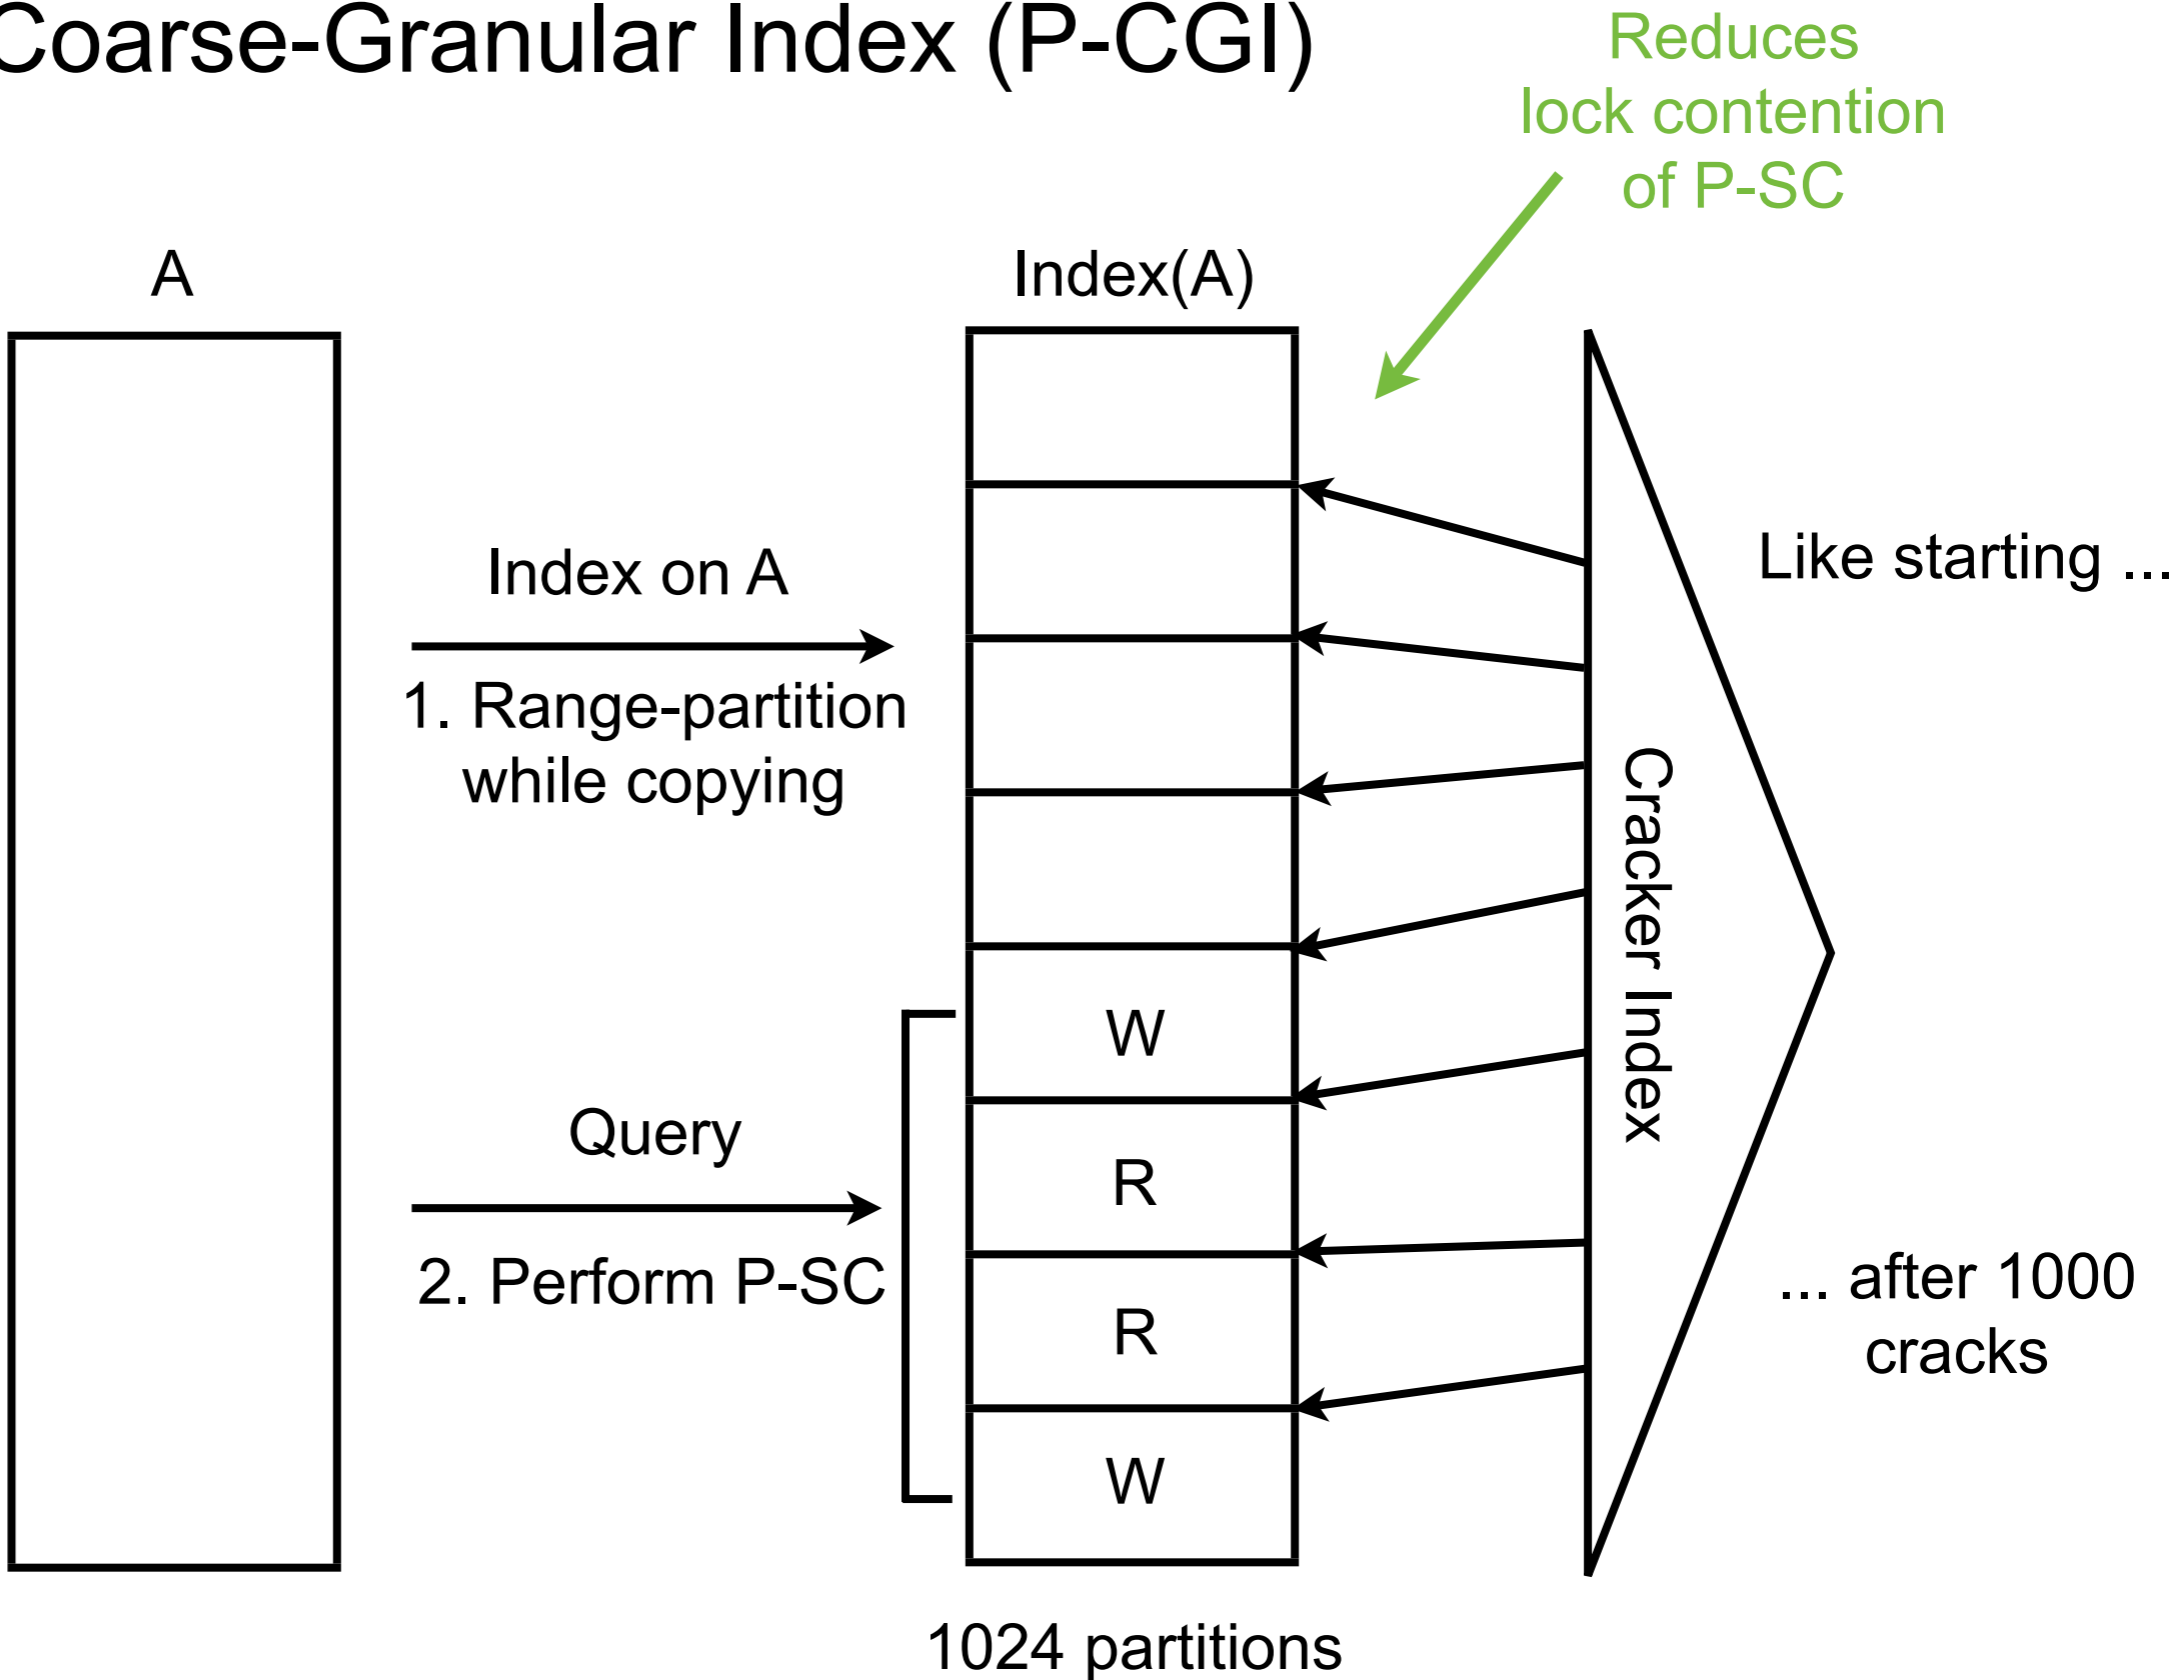 Coarse-Granular Index (P-CGI)
Reduces
lock contention
of P-SC
A
Index(A)
Index on A
1. Range-partition
while copying
Like starting ...
Cracker Index
W
R
R
W
Query
2. Perform P-SC
... after 1000
cracks
1024 partitions